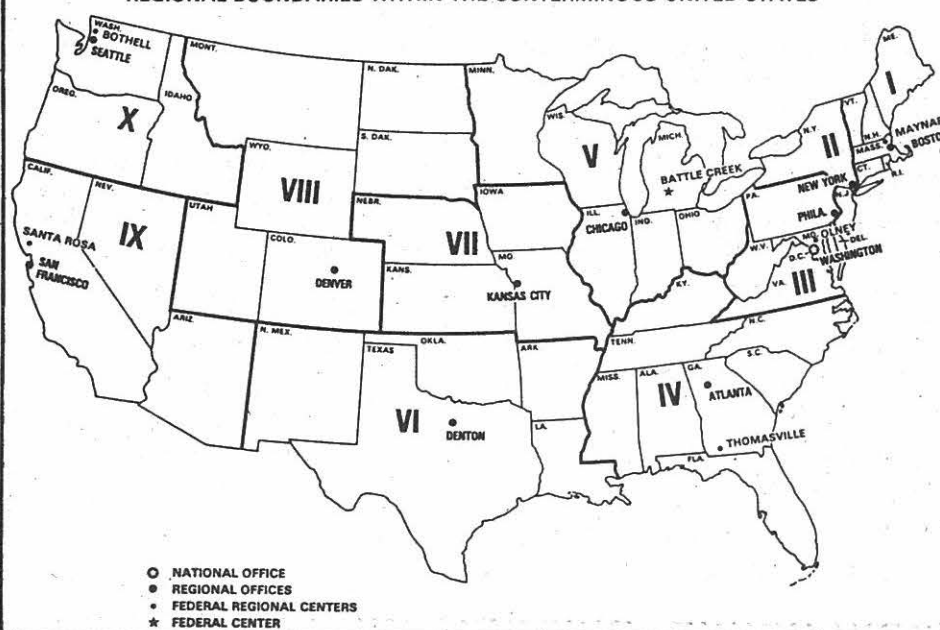 REGIONAL BOUNDARIES WITHIN THE CONTERMINOUS UNITED STATES
WASH.
BOTHELL
SEATTLE
MONT.
N. DAK.
MINN.
ME.
I
OREG.
IDAHO
X
S. DAK.
WIS.
MICH.
V
N.Y.
II
VT.
N.H.
MASS.
MAYNAR
BOSTO
CT.
R.I.
WYO.
VIII
BATTLE CREEK
CALIF.
NEV.
UTAH
NEBR.
IOWA
ILL.
IND.
OHIO
PA.
NEW YORK
N.J.
PHILA.
IX
SANTA ROSA
SAN
FRANCISCO
COLO.
DENVER
VII
KANS.
MO.
KANSAS CITY
CHICAGO
W.V.
MD.
OLNEY
DEL.
D.C.
WASHINGTON
VA.
III
KY.
ARIZ.
N. MEX.
TEXAS
OKLA.
ARK
TENN.
N.C.
S.C.
MISS.
ALA.
GA.
IV
ATLANTA
VI
DENTON
LA.
THOMASVILLE
FLA.
NATIONAL OFFICE
REGIONAL OFFICES
FEDERAL REGIONAL CENTERS
FEDERAL CENTER